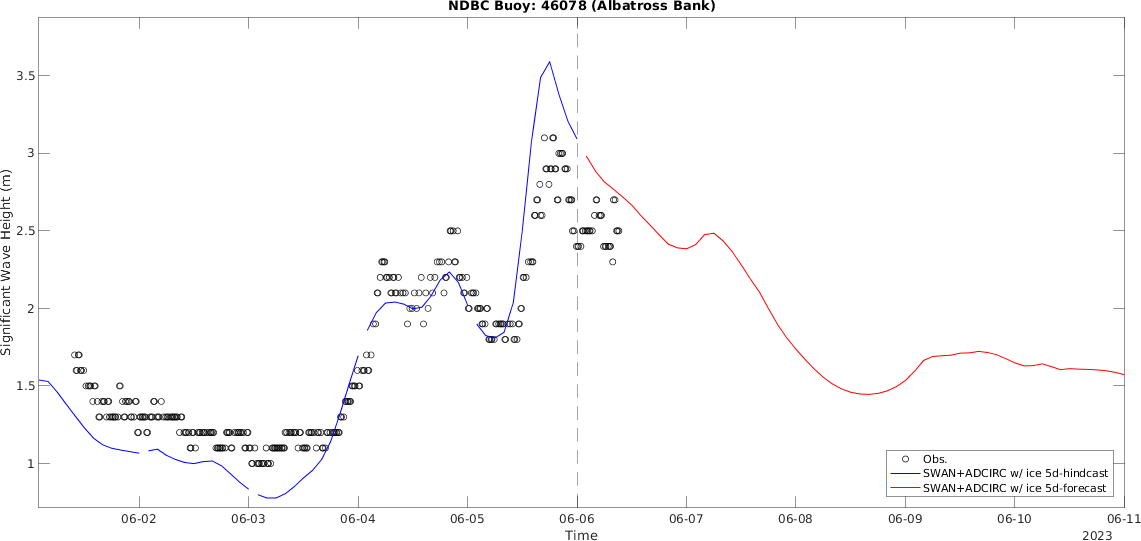 NDBC Buoy: 46078 (Albatross Bank)
Significant Wave Height (m)
3.5
3
2.5
2
1.5
1
Obs.
SWAN+ADCIRC w/ ice 5d-hindcast
SWAN+ADCIRC w/ ice 5d-forecast
06-02 06-03 06-04 06-05 06-06 06-07 06-08 06-09 06-10 06-11
Time
2023